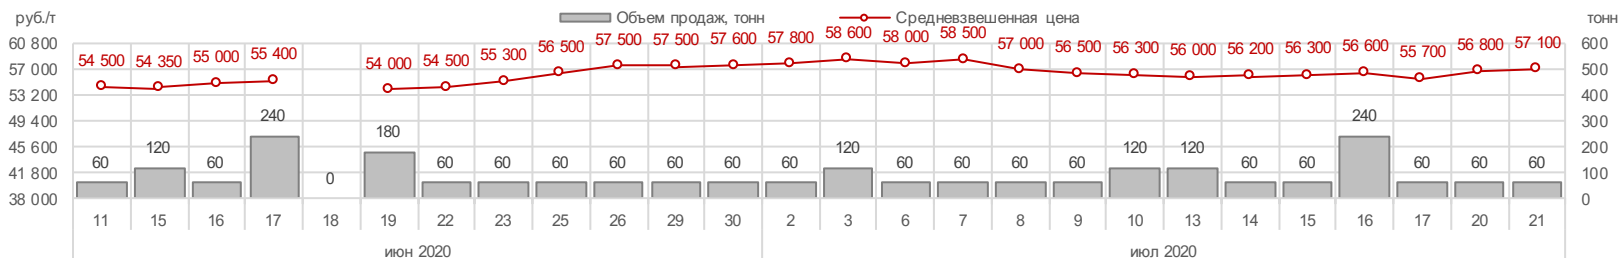 руб./т Объем продаж, тонн Средневзвешенная цена тонн
60 800 57 000 53 200 49 400 45 600 41 800 38 000
54 500 54 350 55 000 55 400 54 000 54 500 55 300 56 500 57 500 57 500 57 600 57 800 58 600 58 000 58 500 57 000 56 500 56 300 56 000 56 200 56 300 56 600 55 700 56 800 57 100
60 120 60 240 0 180 60 60 60 60 60 60 60 120 60 60 60 60 120 120 60 60 240 60 60 60
600 500 400 300 200 100 0
11 15 16 17 18 19 22 23 25 26 29 30 2 3 6 7 8 9 10 13 14 15 16 17 20 21
июн 2020 июл 2020